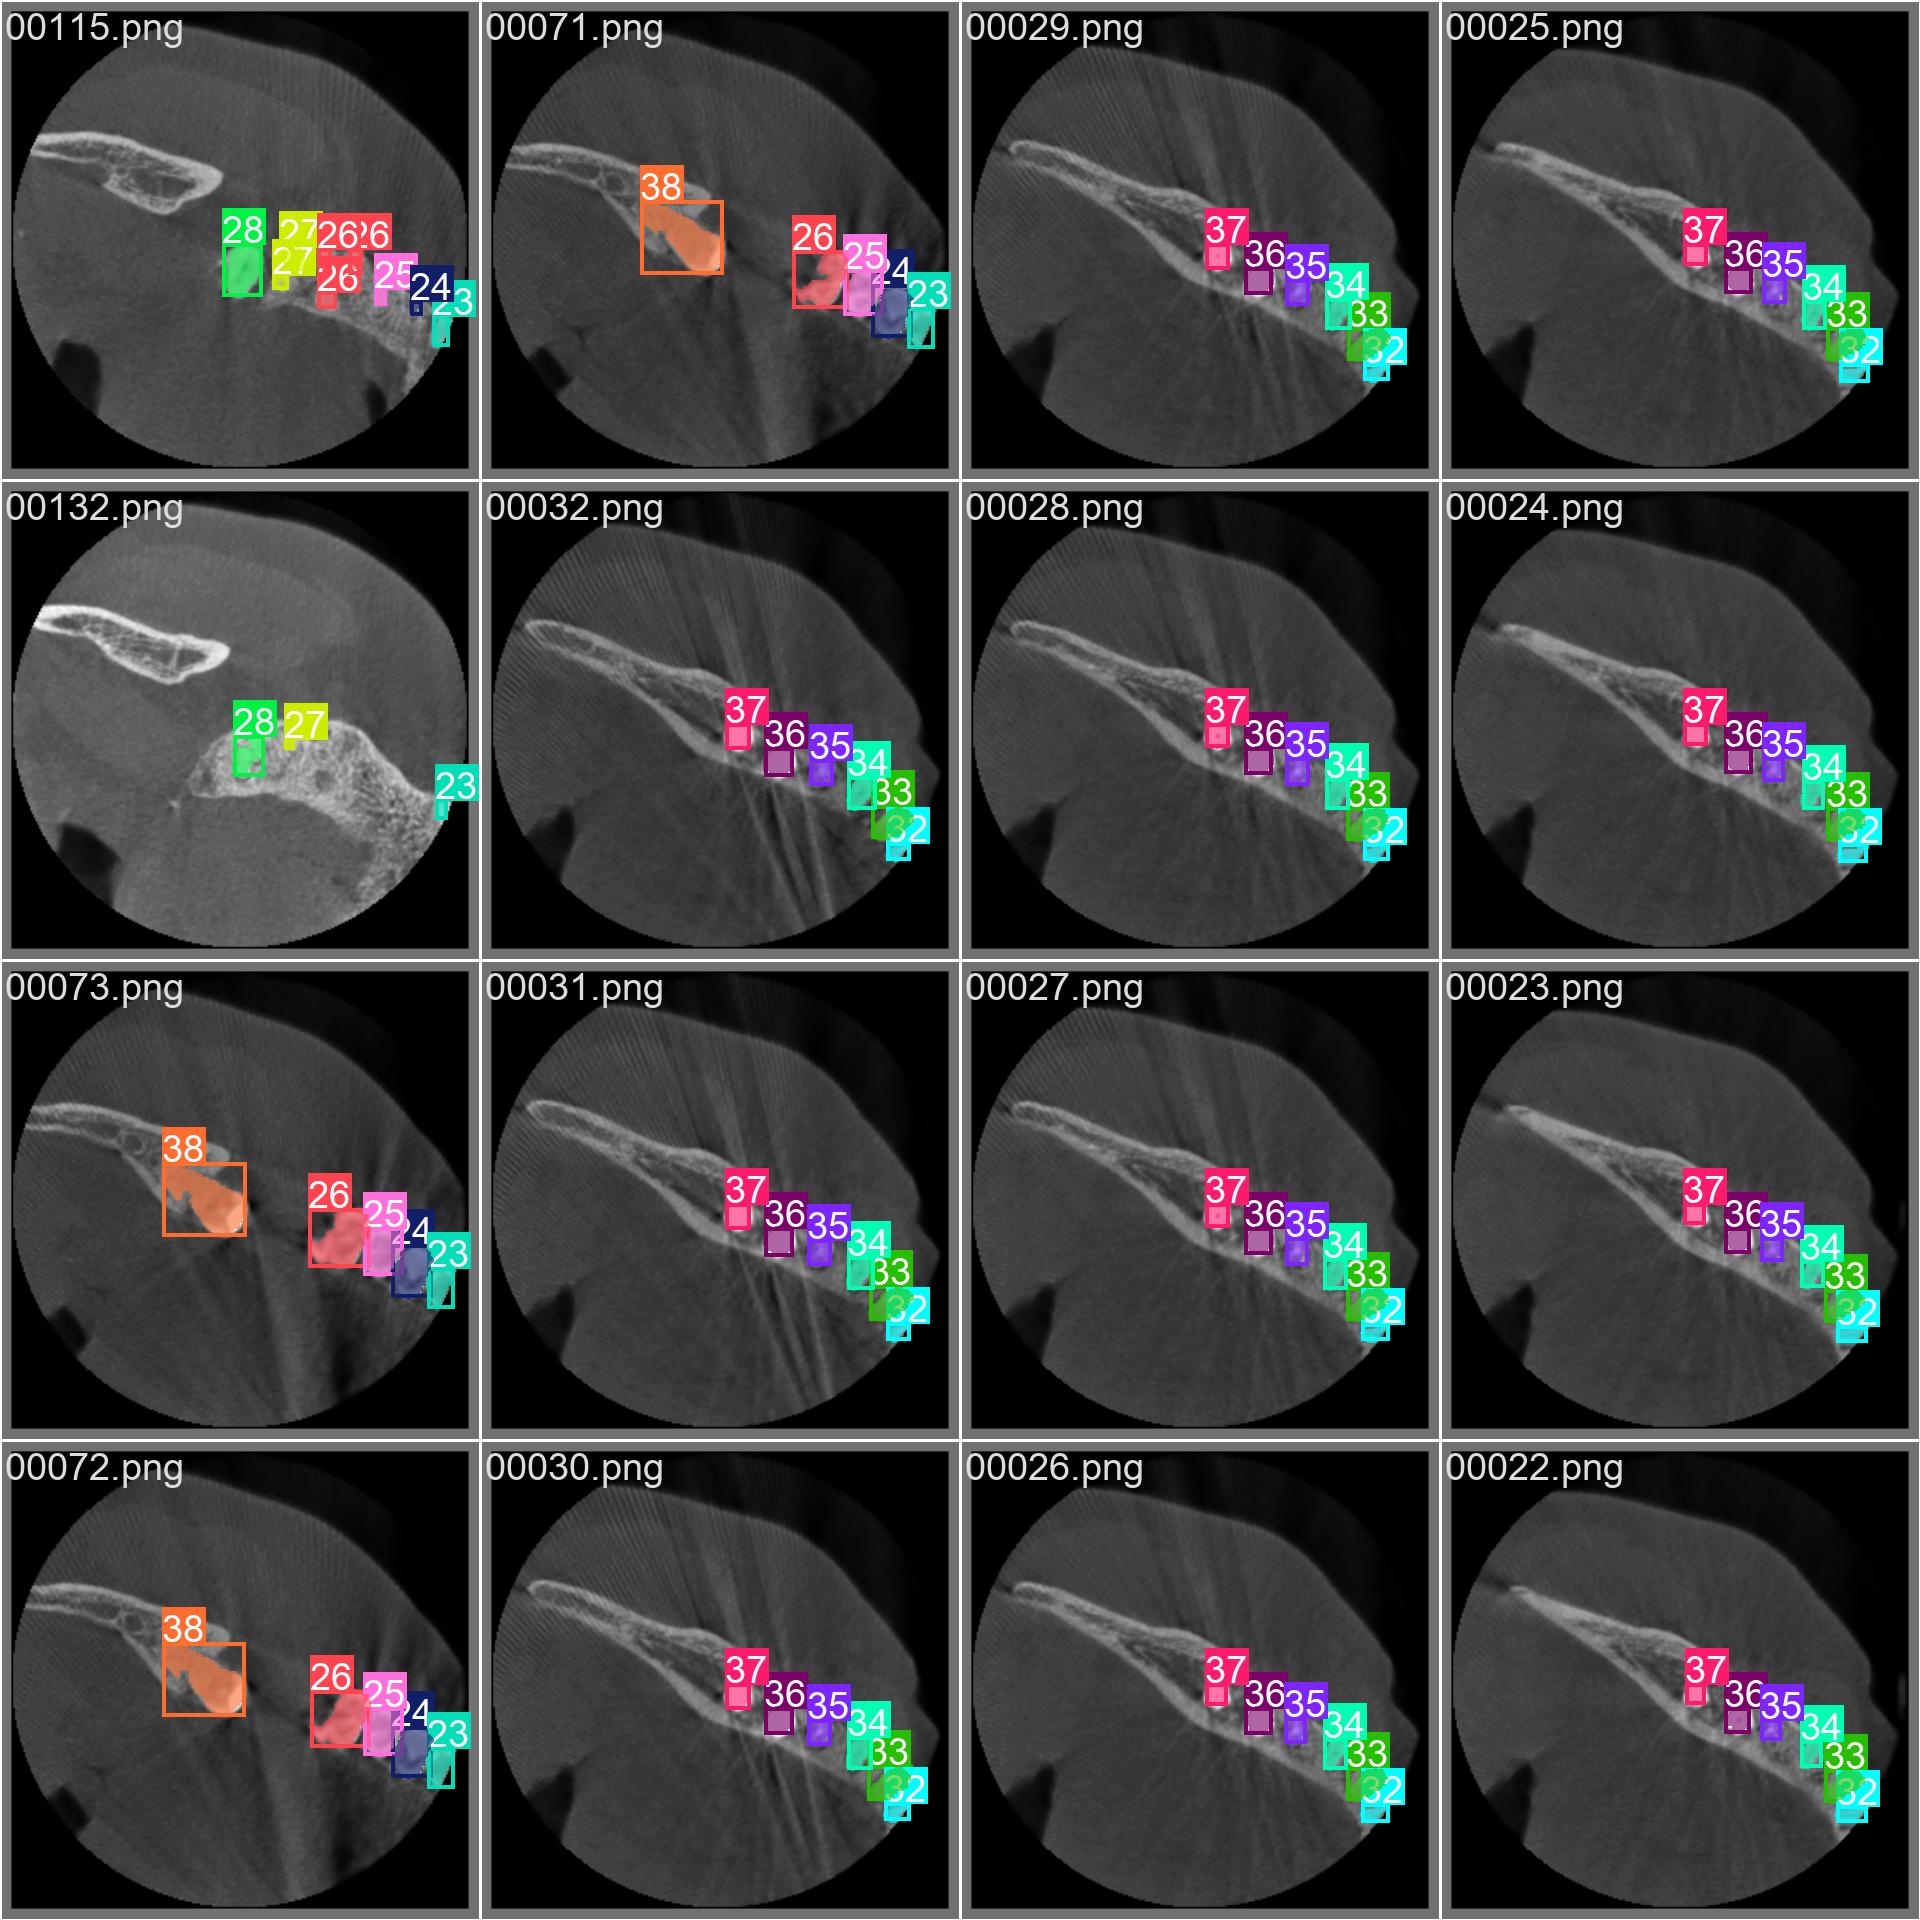 00115.png
28 27 26 26
27 26 25 24 23
00071.png
38
26 25 24 23
00029.png
37 36 35 34 33 32
00025.png
37 36 35 34 33 32
00132.png
28 27
23
00032.png
37 36 35 34 33 32
00028.png
37 36 35 34 33 32
00024.png
37 36 35 34 33 32
00073.png
38
26 25 24 23
00031.png
37 36 35 34 33 32
00027.png
37 36 35 34 33 32
00023.png
37 36 35 34 33 32
00072.png
38
26 25 24 23
00030.png
37 36 35 34 33 32
00026.png
37 36 35 34 33 32
00022.png
37 36 35 34 33 32